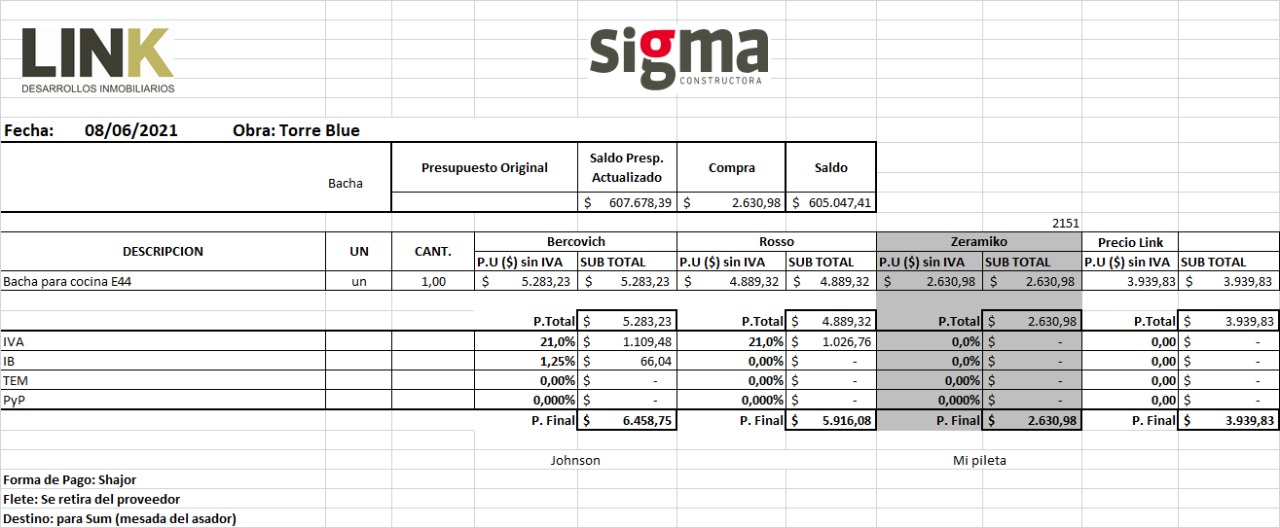 LINK
DESARROLLOS INMOBILIARIOS
sigma
CONSTRUCTORA
Fecha: 08/06/2021 Obra: Torre Blue
Bacha
Presupuesto Original Saldo Presp. Actualizado Compra Saldo
$ 607.678,39 $ 2.630,98 $ 605.047,41
2151
DESCRIPCION UN CANT. Bercovich Rosso Zeramiko Precio Link
P.U ($) sin IVA SUB TOTAL P.U ($) sin IVA SUB TOTAL P.U ($) sin IVA SUB TOTAL P.U ($) sin IVA SUB TOTAL
Bacha para cocina E44 un 1,00 $ 5.283,23 $ 5.283,23 $ 4.889,32 $ 4.889,32 $ 2.630,98 $ 2.630,98 3.939,83 $ 3.939,83
P.Total $ 5.283,23 P.Total $ 4.889,32 P.Total $ 2.630,98 P.Total $ 3.939,83
IVA 21,0% $ 1.109,48 21,0% $ 1.026,76 0,0% $ - 0,00 $ -
IB 1,25% $ 66,04 0,00% $ - 0,0% $ - 0,00 $ -
TEM 0,00% $ - 0,00% $ - 0,00% $ - 0,00 $ -
PyP 0,000% $ - 0,000% $ - 0,000% $ - 0,00 $ -
P. Final $ 6.458,75 P. Final $ 5.916,08 P. Final $ 2.630,98 P. Final $ 3.939,83
Johnson Mi pileta
Forma de Pago: Shajor
Flete: Se retira del proveedor
Destino: para Sum (mesada del asador)